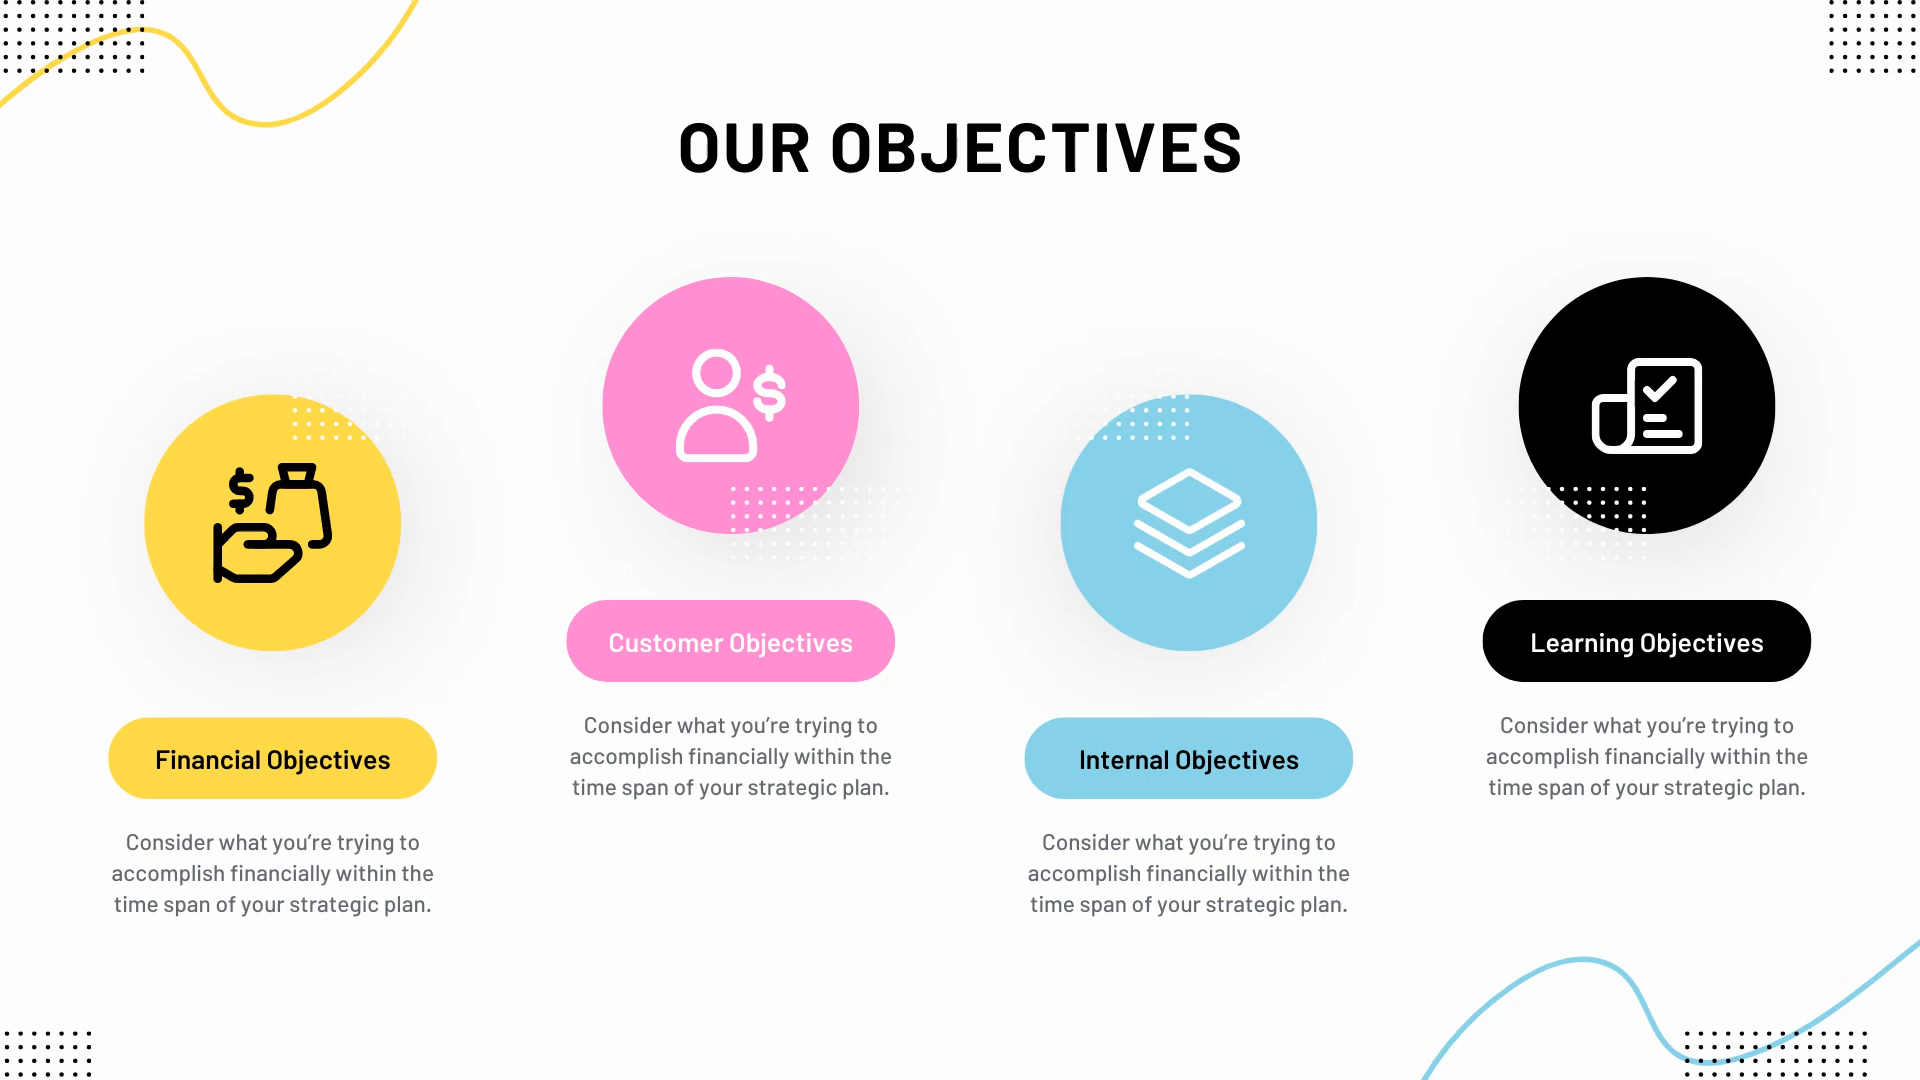 OUR OBJECTIVES
Financial Objectives
Consider what you’re trying to
accomplish financially within the
time span of your strategic plan.
Customer Objectives
Consider what you’re trying to
accomplish financially within the
time span of your strategic plan.
Internal Objectives
Consider what you’re trying to
accomplish financially within the
time span of your strategic plan.
Learning Objectives
Consider what you’re trying to
accomplish financially within the
time span of your strategic plan.